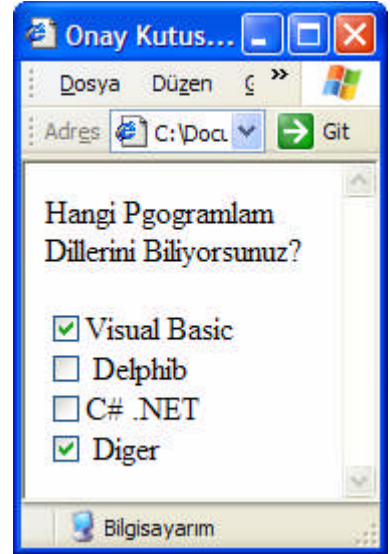 Onay Kutus...
Dosya Düzen G »
Adres C:\Docu Git
Hangi Pgogramlam
Dillerini Biliyorsunuz?
Visual Basic
Delphib
C# .NET
Diger
Bilgisayarım